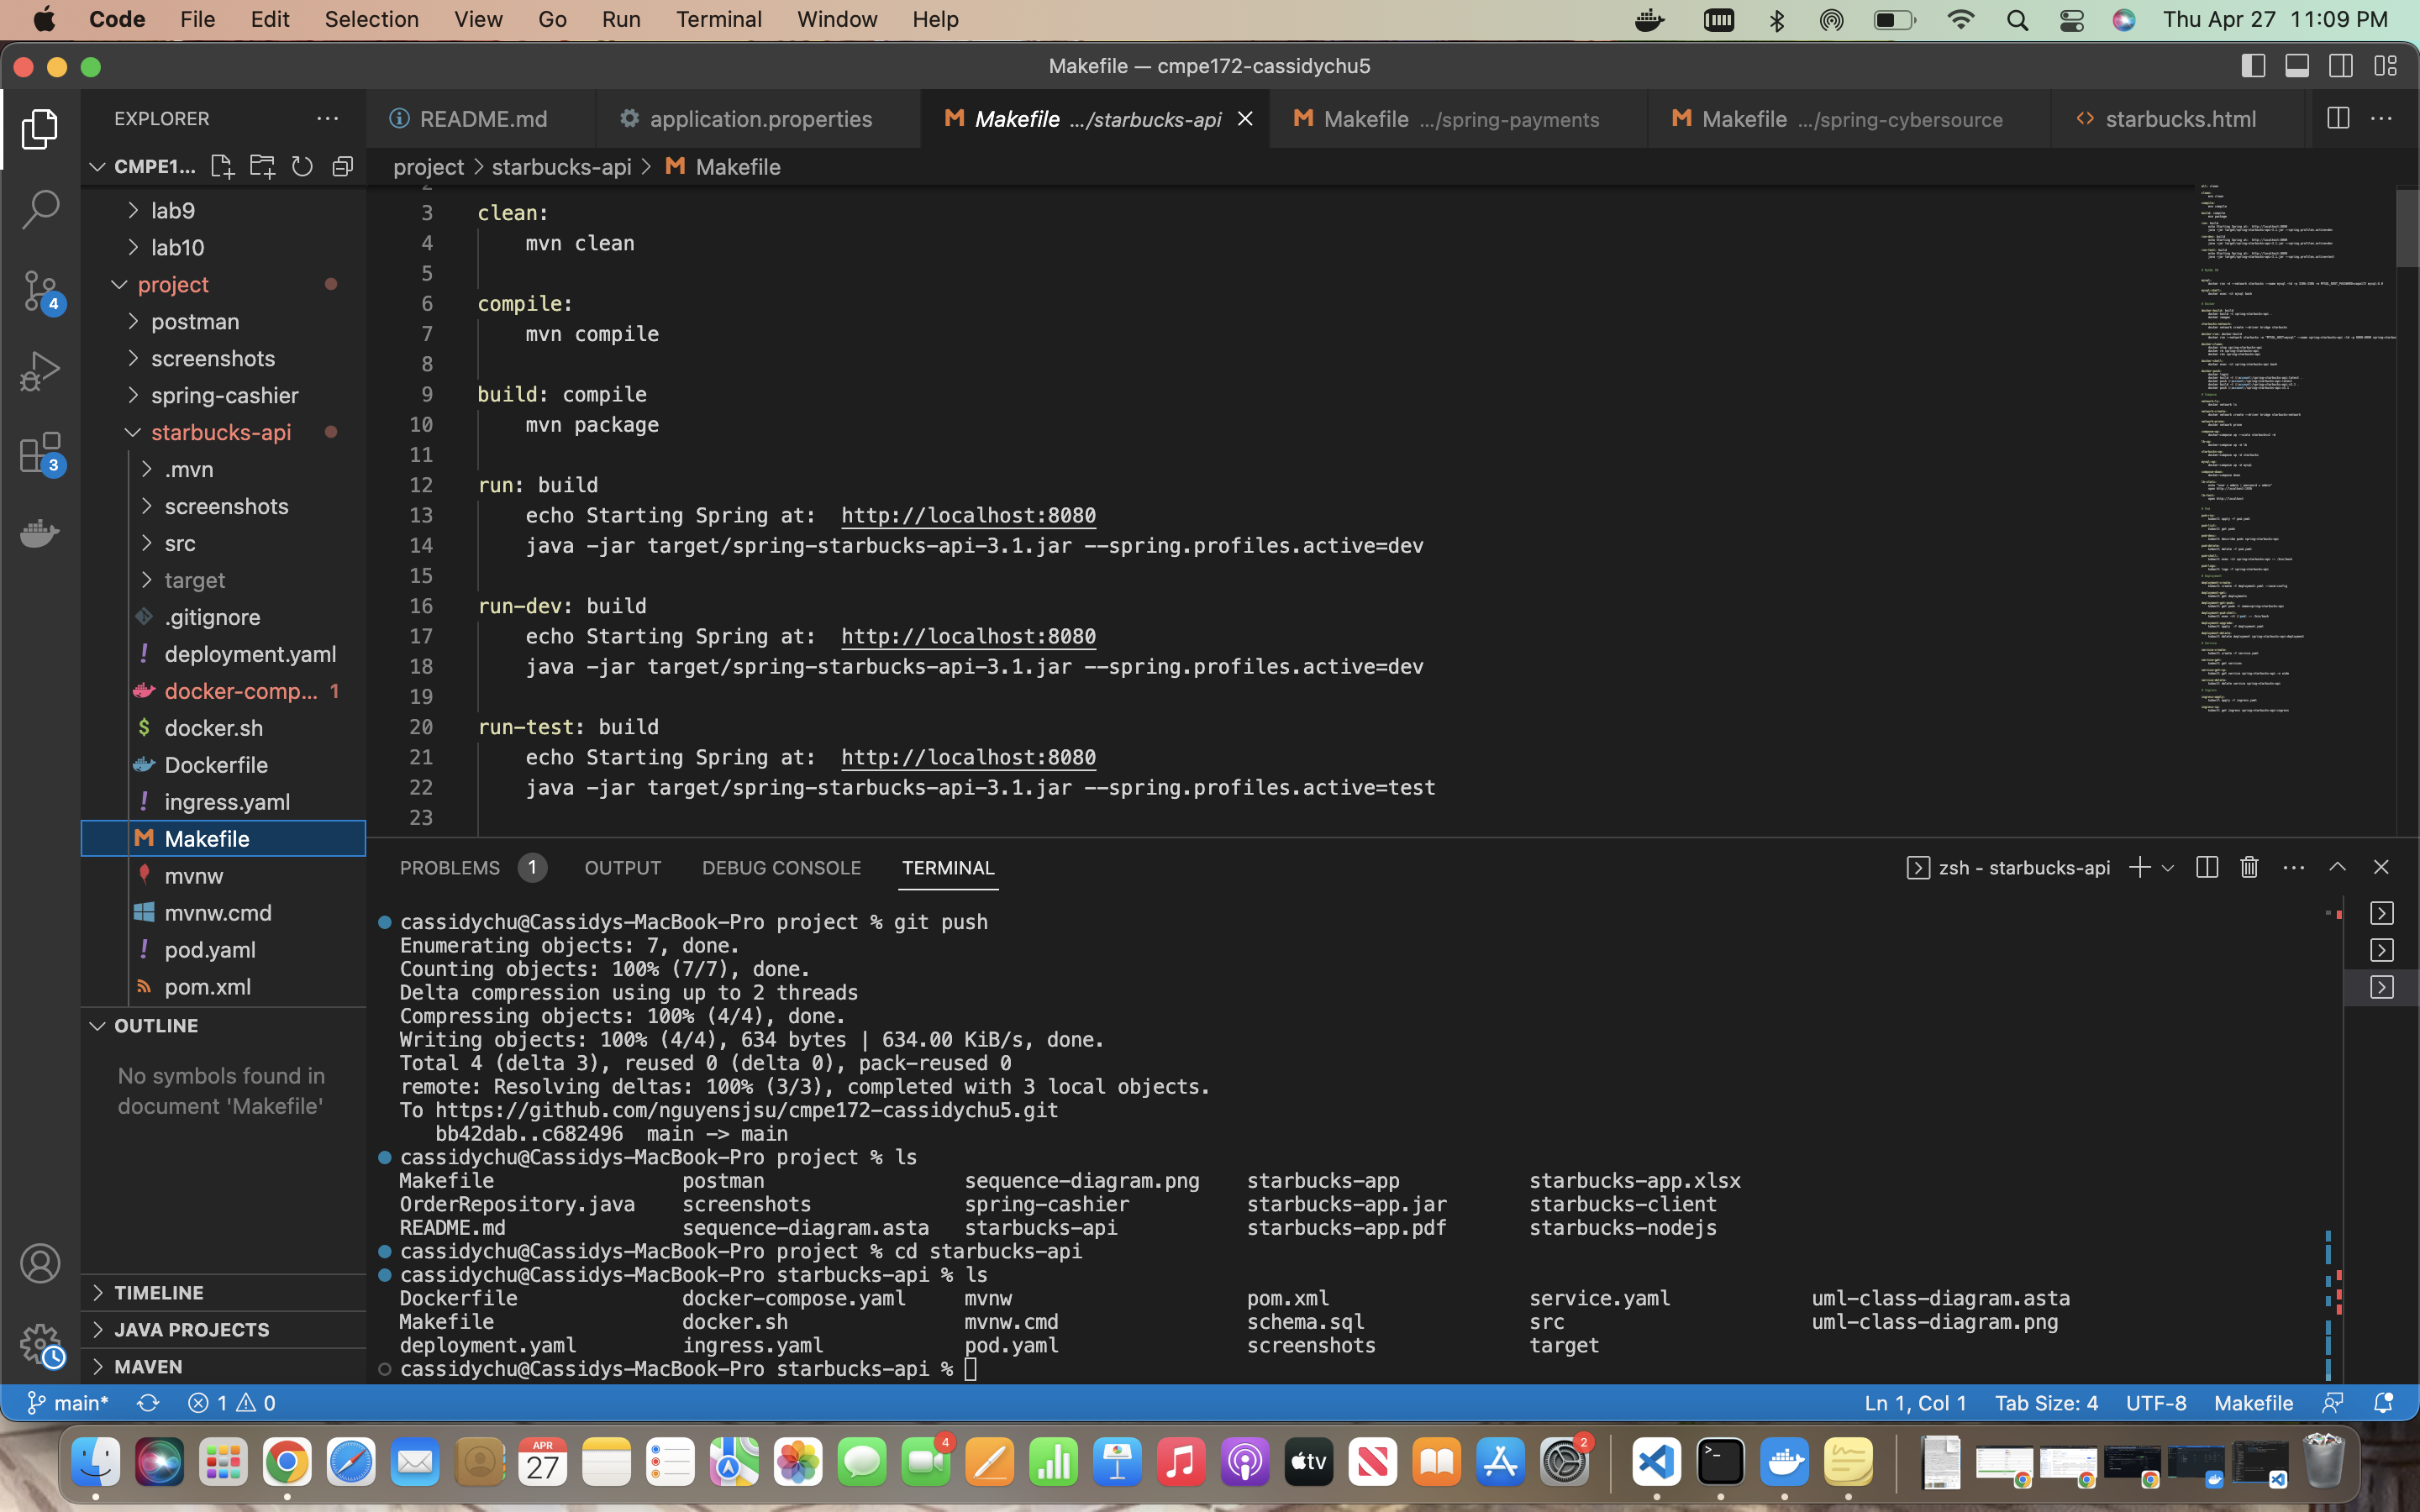 Code File Edit Selection View Go Run Terminal Window Help Thu Apr 27 11:09 PM
Makefile — cmpe172-cassidychu5
EXPLORER
README.md application.properties Makefile .../starbucks-api Makefile .../spring-payments Makefile .../spring-cybersource starbucks.html
CMPE1...
project > starbucks-api > Makefile
lab9
lab10
project
postman
screenshots
spring-cashier
starbucks-api
.mvn
screenshots
src
target
.gitignore
deployment.yaml
docker-comp... 1
docker.sh
Dockerfile
ingress.yaml
Makefile
mvnw
mvnw.cmd
pod.yaml
pom.xml
4
3
OUTLINE
No symbols found in
document 'Makefile'
TIMELINE
JAVA PROJECTS
MAVEN
2
3 clean:
4 mvn clean
5
6 compile:
7 mvn compile
8
9 build: compile
10 mvn package
11
12 run: build
13 echo Starting Spring at:  http://localhost:8080
14 java -jar target/spring-starbucks-api-3.1.jar --spring.profiles.active=dev
15
16 run-dev: build
17 echo Starting Spring at:  http://localhost:8080
18 java -jar target/spring-starbucks-api-3.1.jar --spring.profiles.active=dev
19
20 run-test: build
21 echo Starting Spring at:  http://localhost:8080
22 java -jar target/spring-starbucks-api-3.1.jar --spring.profiles.active=test
23
PROBLEMS 1 OUTPUT DEBUG CONSOLE TERMINAL zsh - starbucks-api
cassidychu@Cassidys-MacBook-Pro project % git push
Enumerating objects: 7, done.
Counting objects: 100% (7/7), done.
Delta compression using up to 2 threads
Compressing objects: 100% (4/4), done.
Writing objects: 100% (4/4), 634 bytes | 634.00 KiB/s, done.
Total 4 (delta 3), reused 0 (delta 0), pack-reused 0
remote: Resolving deltas: 100% (3/3), completed with 3 local objects.
To https://github.com/nguyensjsu/cmpe172-cassidychu5.git
bb42dab..c682496  main -> main
cassidychu@Cassidys-MacBook-Pro project % ls
Makefile postman sequence-diagram.png starbucks-app starbucks-app.xlsx
OrderRepository.java screenshots spring-cashier starbucks-app.jar starbucks-client
README.md sequence-diagram.asta starbucks-api starbucks-app.pdf starbucks-nodejs
cassidychu@Cassidys-MacBook-Pro project % cd starbucks-api
cassidychu@Cassidys-MacBook-Pro starbucks-api % ls
Dockerfile docker-compose.yaml mvnw pom.xml service.yaml uml-class-diagram.asta
Makefile docker.sh mvnw.cmd schema.sql src uml-class-diagram.png
deployment.yaml ingress.yaml pod.yaml screenshots target
cassidychu@Cassidys-MacBook-Pro starbucks-api %
main* 1 0 Ln 1, Col 1 Tab Size: 4 UTF-8 Makefile
APR
27
4
tv
2